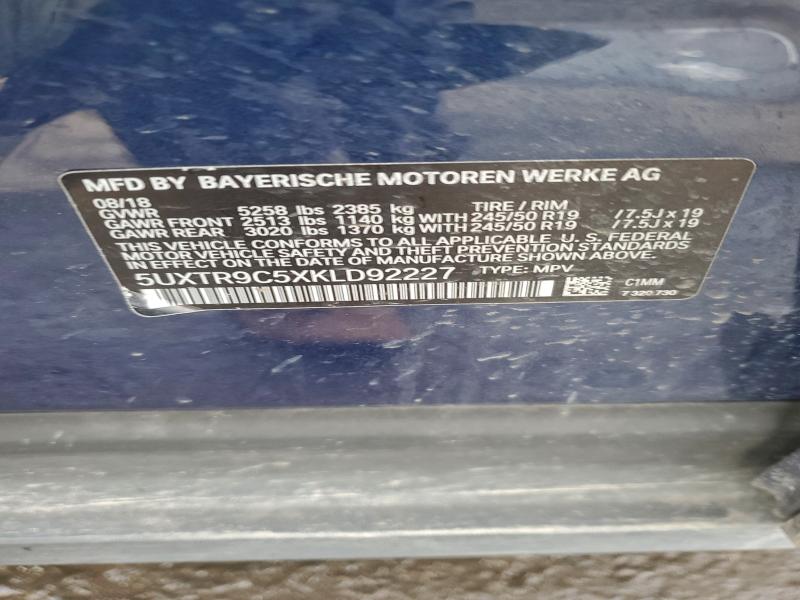 MFD BY BAYERISCHE MOTOREN WERKE AG
08/18 TIRE / RIM
GVWR 5258 lbs 2385 kg
GAWR FRONT 2513 lbs 1140 kg WITH 245/50 R19 / 7.5J x 19
GAWR REAR 3020 lbs 1370 kg WITH 245/50 R19 / 7.5J x 19
THIS VEHICLE CONFORMS TO ALL APPLICABLE U. S. FEDERAL
MOTOR VEHICLE SAFETY AND THEFT PREVENTION STANDARDS
IN EFFECT ON THE DATE OF MANUFACTURE SHOWN ABOVE.
5UXTR9C5XKLD92227 TYPE: MPV
C1MM
7 320 730